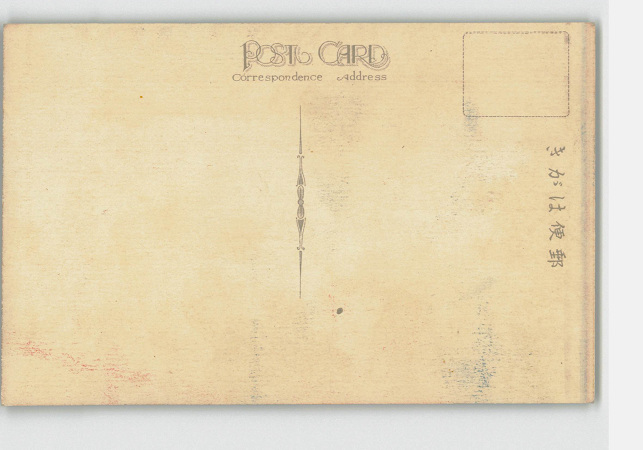 POST CARD
Correspondence Address
きがは便郵